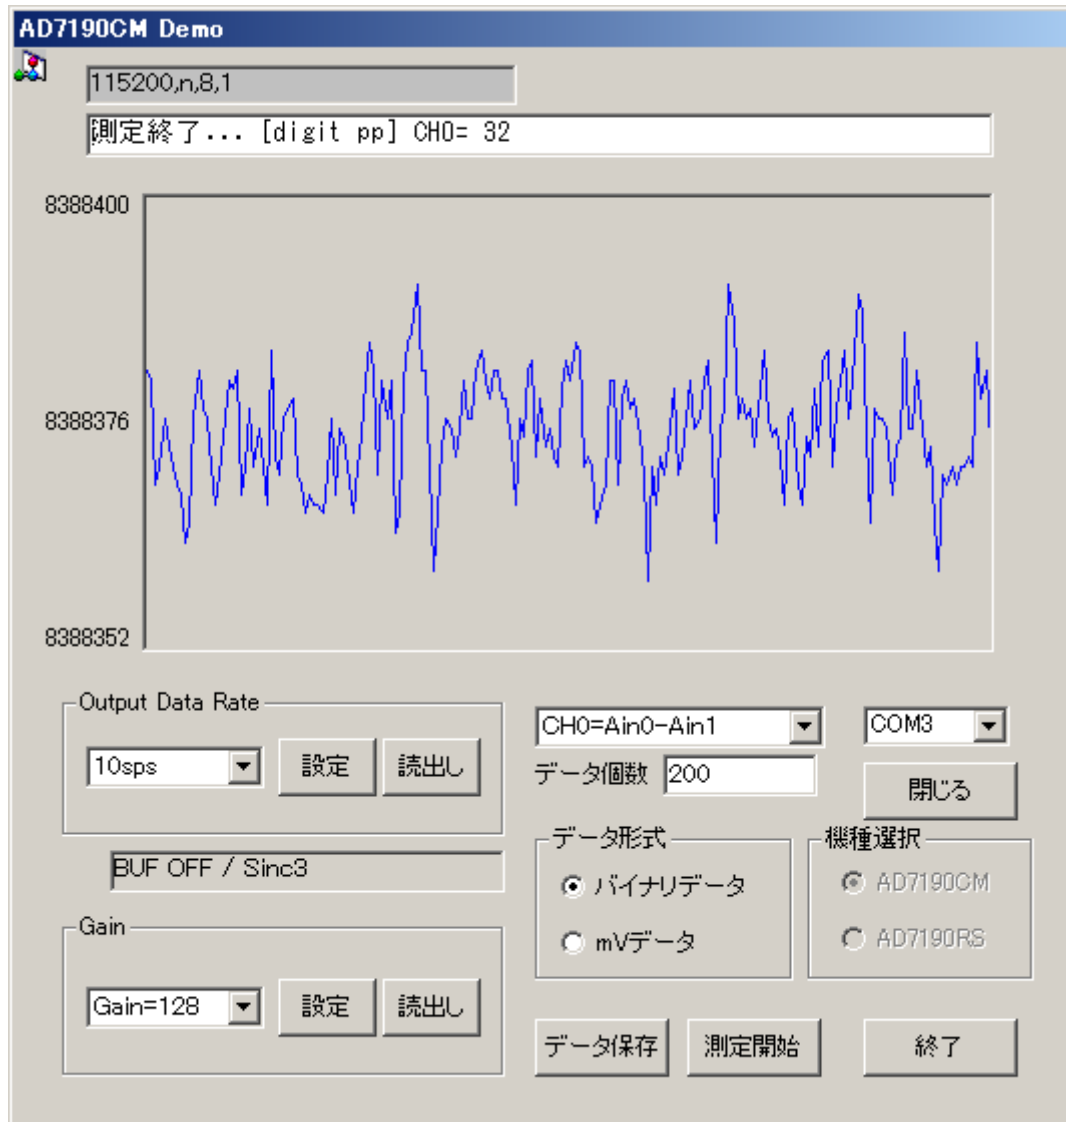 AD7190CM Demo
115200,n,8,1
測定終了... [digit pp] CH0= 32
8388400
8388376
8388352
Output Data Rate
10sps
設定
読出し
BUF OFF / Sinc3
Gain
Gain=128
設定
読出し
CH0=Ain0-Ain1
COM3
データ個数
200
閉じる
データ形式
バイナリデータ
mVデータ
機種選択
AD7190CM
AD7190RS
データ保存
測定開始
終了